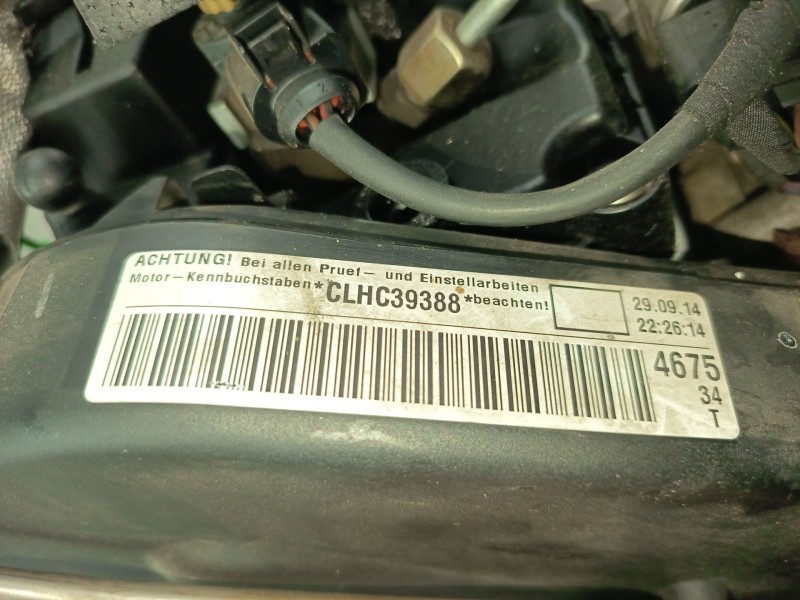 ACHTUNG! Bei allen Pruef- und Einstellarbeiten
Motor-Kennbuchstaben*CLHC39388*beachten!
29.09.14
22:26:14
4675
34
T